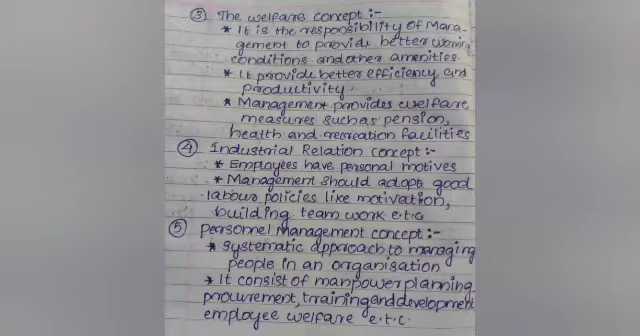 ③ The welfare concept :-
* It is the responsibility of Mana-
gement to provide better woning
conditions and other amenities.
* It provide better efficiency and
productivity.
* Management provides welfare
measures such as pension,
health and recreation facilities
④ Industrial Relation concept :-
* Employees have personal motives
* Management should adopt good
labour policies like motivation,
building team work e.t.c
⑤ personnel Management concept :-
* Systematic approach to managing
people in an organisation
* It consist of manpower planning
procurement, training and development
employee welfare e.t.c.